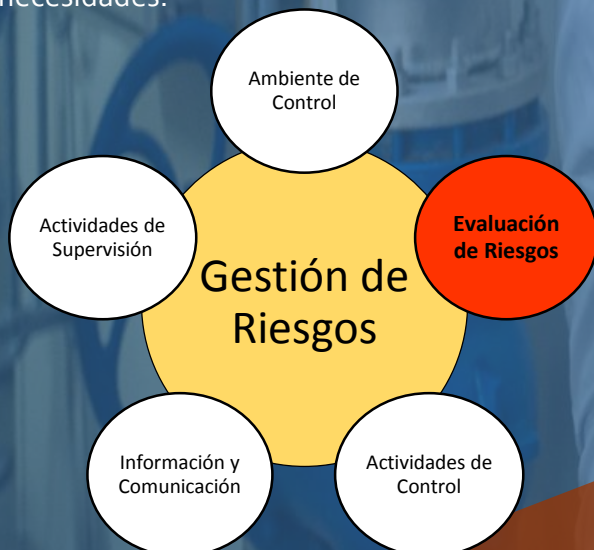 necesidades.
Ambiente de
Control
Evaluación
de Riesgos
Actividades de
Supervisión
Gestión de
Riesgos
Información y
Comunicación
Actividades de
Control